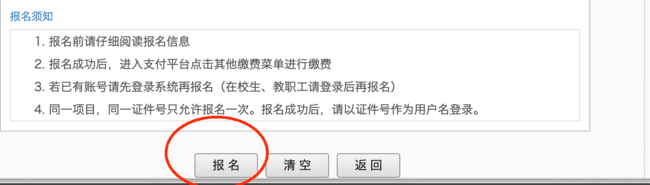 报名须知
1. 报名前请仔细阅读报名信息
2. 报名成功后，进入支付平台点击其他缴费菜单进行缴费
3. 若已有账号请先登录系统再报名（在校生、教职工请登录后再报名）
4. 同一项目，同一证件号只允许报名一次。报名成功后，请以证件号作为用户名登录。
报 名 清 空 返 回